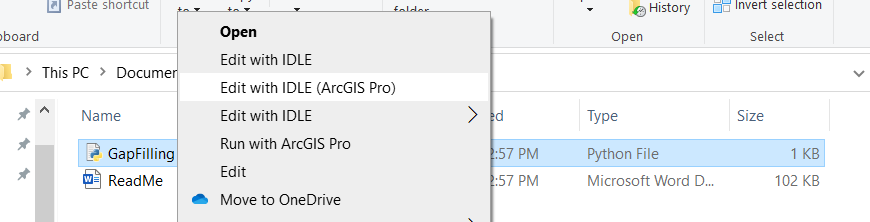 Paste shortcut
to
to
folder
History
Invert selection
board
Open
Select
Open
Edit with IDLE
Edit with IDLE (ArcGIS Pro)
Edit with IDLE
Run with ArcGIS Pro
Edit
Move to OneDrive
This PC
Documen
Name
d
Type
Size
GapFilling
2:57 PM
Python File
1 KB
ReadMe
2:57 PM
Microsoft Word D...
102 KB